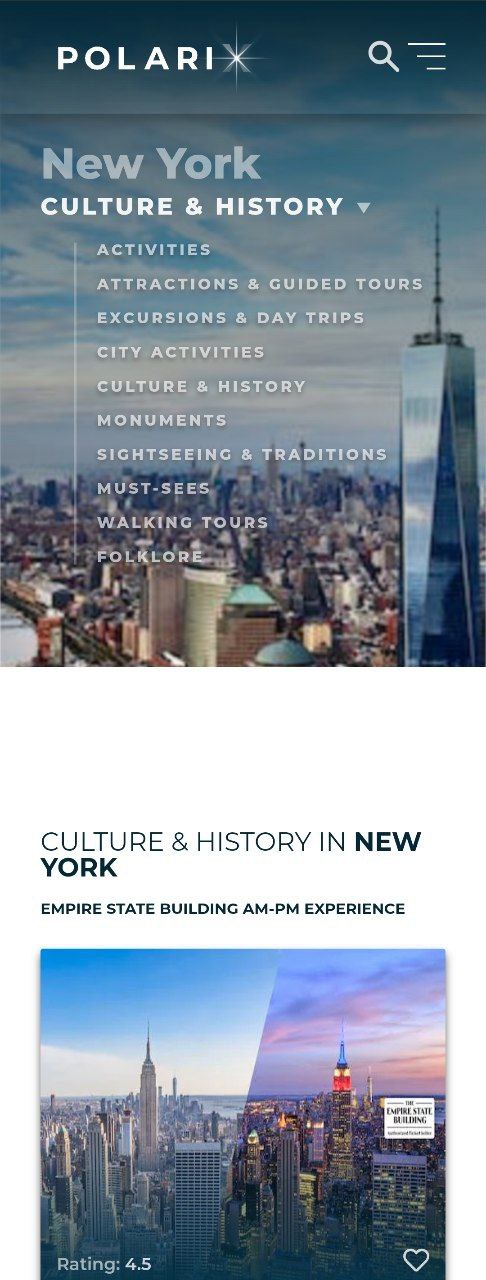 POLARIX
New York
CULTURE & HISTORY
ACTIVITIES
ATTRACTIONS & GUIDED TOURS
EXCURSIONS & DAY TRIPS
CITY ACTIVITIES
CULTURE & HISTORY
MONUMENTS
SIGHTSEEING & TRADITIONS
MUST-SEES
WALKING TOURS
FOLKLORE
CULTURE & HISTORY IN NEW
YORK
EMPIRE STATE BUILDING AM-PM EXPERIENCE
THE
EMPIRE STATE
BUILDING
Rating: 4.5